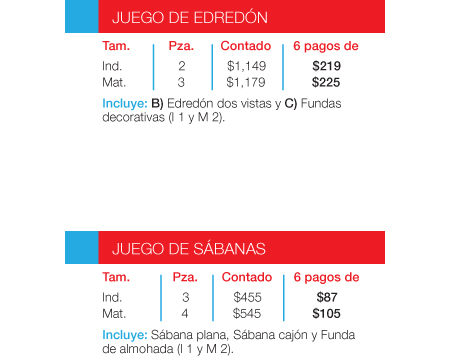 JUEGO DE EDREDÓN
Tam. Pza. Contado 6 pagos de
Ind. 2 $1,149 $219
Mat. 3 $1,179 $225
Incluye: B) Edredón dos vistas y C) Fundas
decorativas (I 1 y M 2).
JUEGO DE SÁBANAS
Tam. Pza. Contado 6 pagos de
Ind. 3 $455 $87
Mat. 4 $545 $105
Incluye: Sábana plana, Sábana cajón y Funda
de almohada (I 1 y M 2).